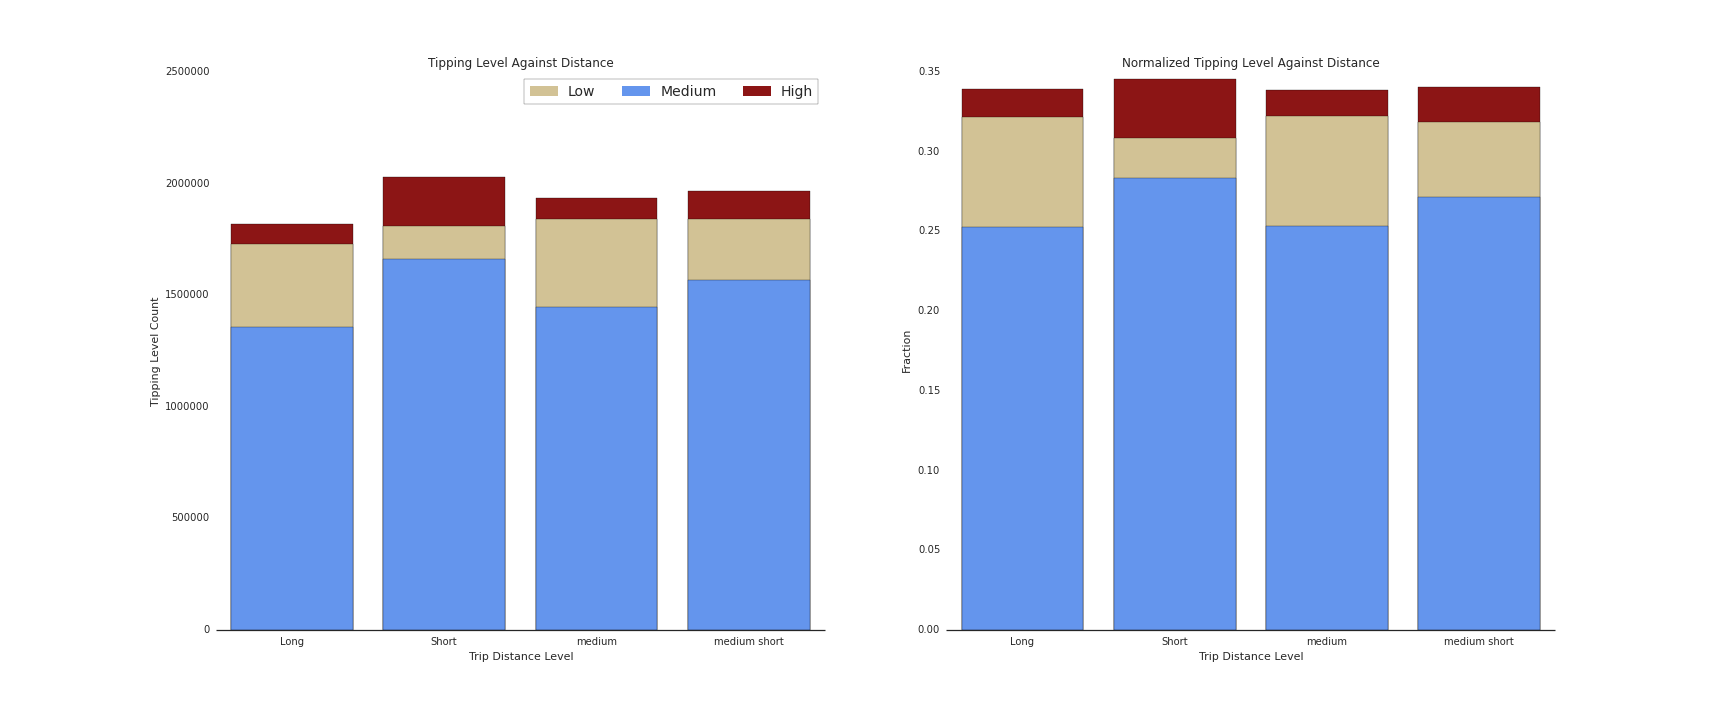 Tipping Level Against Distance
Low Medium High
2500000
2000000
1500000
1000000
500000
0
Tipping Level Count
Long Short medium medium short
Trip Distance Level
Normalized Tipping Level Against Distance
0.35
0.30
0.25
0.20
0.15
0.10
0.05
0.00
Fraction
Long Short medium medium short
Trip Distance Level